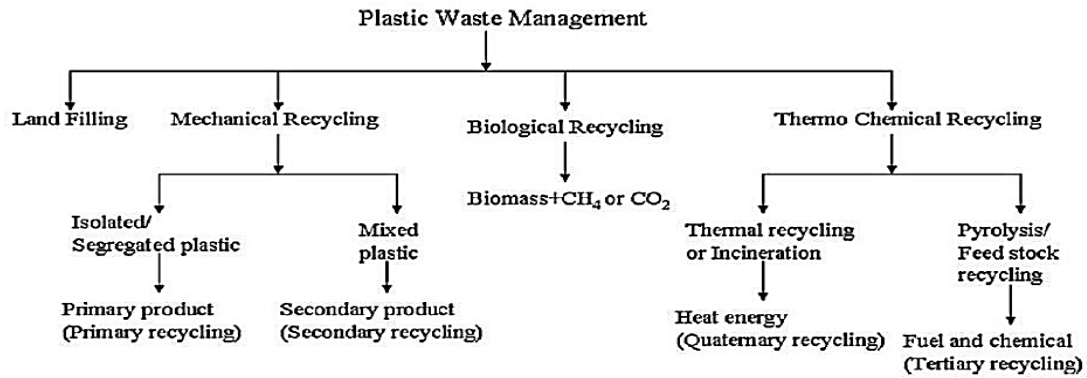 Plastic Waste Management
Land Filling
Mechanical Recycling
Biological Recycling
Thermo Chemical Recycling
Biomass+CH₄ or CO₂
Isolated/
Segregated plastic
Mixed
plastic
Thermal recycling
or Incineration
Pyrolysis/
Feed stock
recycling
Primary product
(Primary recycling)
Secondary product
(Secondary recycling)
Heat energy
(Quaternary recycling)
Fuel and chemical
(Tertiary recycling)